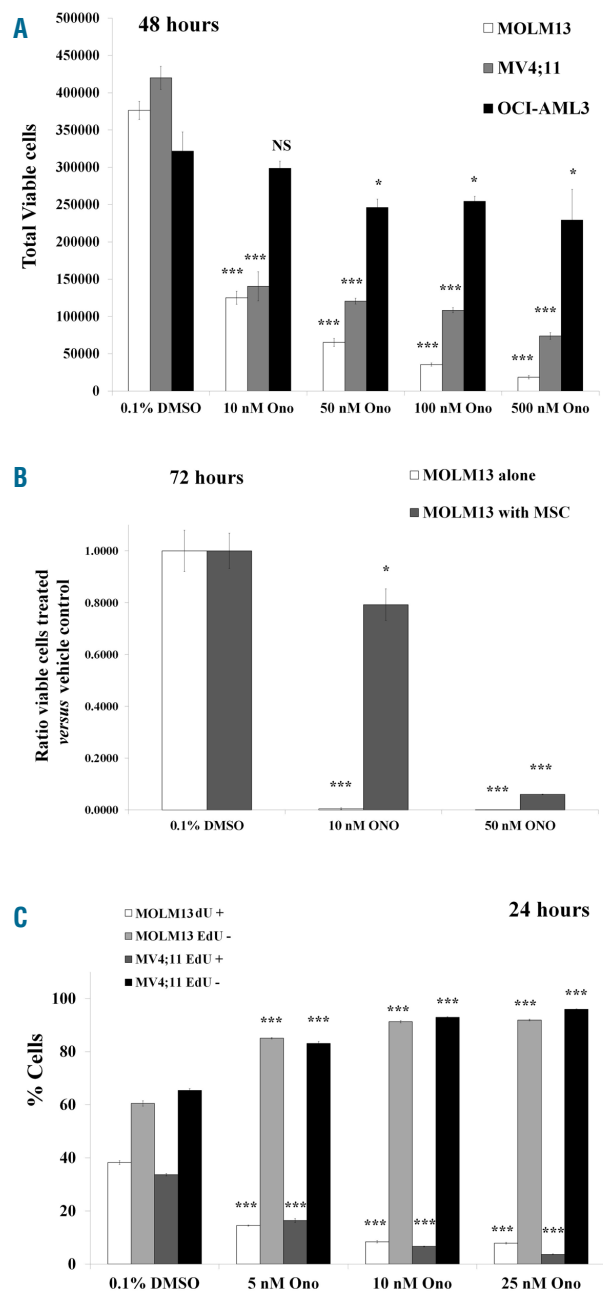 A
48 hours
MOLM13
MV4;11
OCI-AML3
Total Viable cells
500000
450000
400000
350000
300000
250000
200000
150000
100000
50000
0
NS
*
*
*
*** ***
***
***
***
***
***
***
0.1% DMSO 10 nM Ono 50 nM Ono 100 nM Ono 500 nM Ono
B
72 hours
MOLM13 alone
MOLM13 with MSC
Ratio viable cells treated
versus vehicle control
1.0000
0.8000
0.6000
0.4000
0.2000
0.0000
*
***
***
***
0.1% DMSO 10 nM ONO 50 nM ONO
C
24 hours
MOLM13 dU +
MOLM13 EdU -
MV4;11 EdU +
MV4;11 EdU -
% Cells
100
80
60
40
20
0
*** ***
*** ***
*** ***
*** ***
*** ***
*** ***
0.1% DMSO 5 nM Ono 10 nM Ono 25 nM Ono